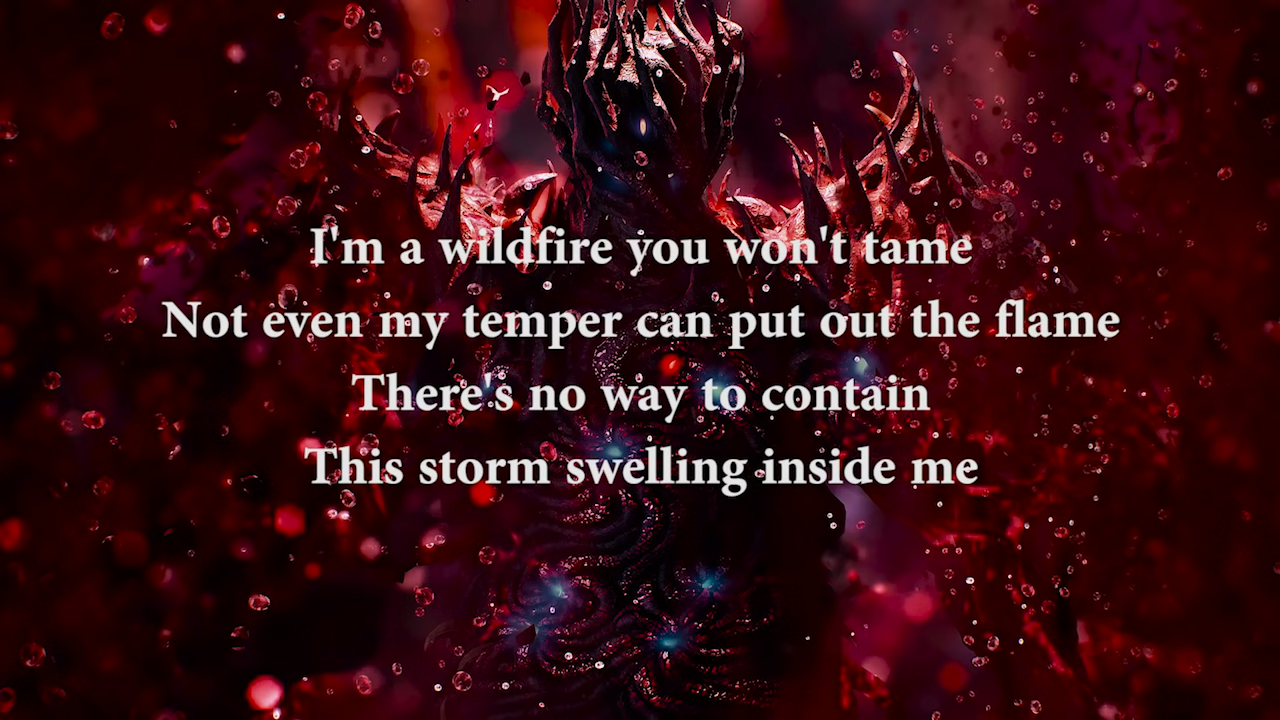 I'm a wildfire you won't tame
Not even my temper can put out the flame
There's no way to contain
This storm swelling inside me